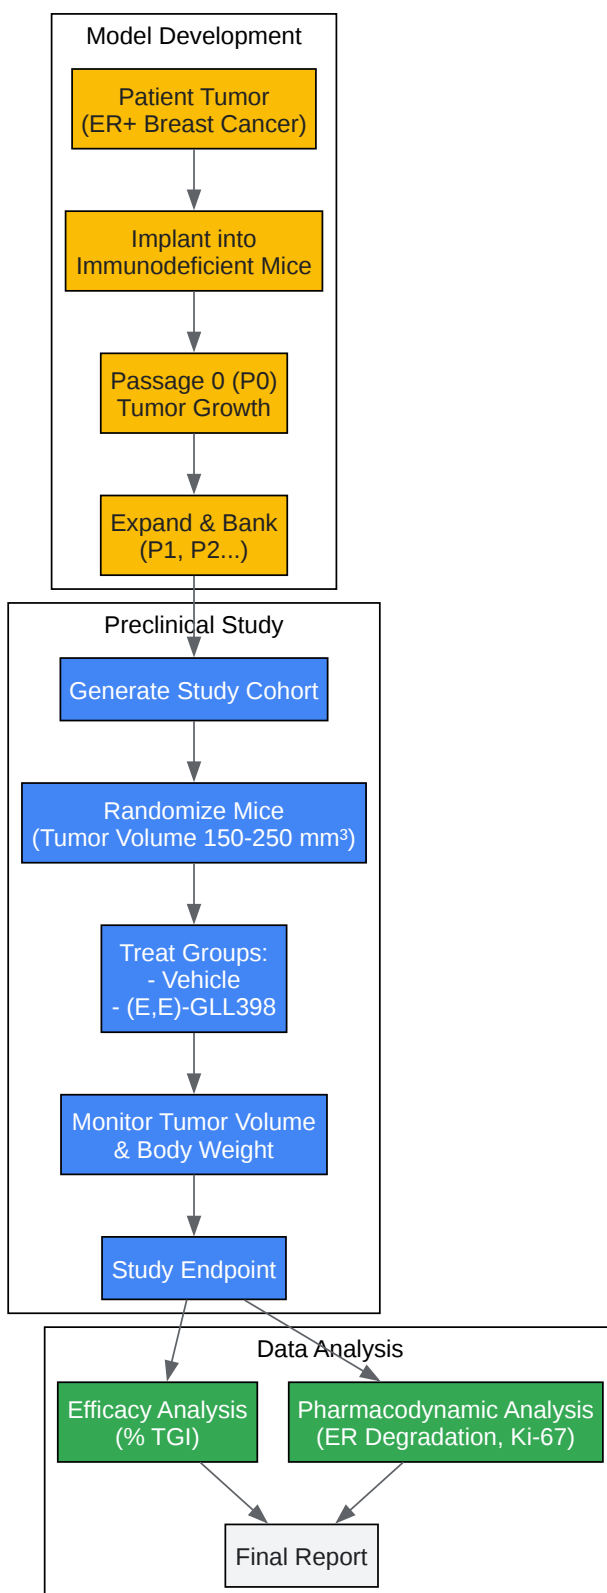 Model Development
Patient Tumor
(ER+ Breast Cancer)
Implant into
Immunodeficient Mice
Passage 0 (P0)
Tumor Growth
Expand & Bank
(P1, P2...)
Preclinical Study
Generate Study Cohort
Randomize Mice
(Tumor Volume 150-250 mm³)
Treat Groups:
- Vehicle
- (E,E)-GLL398
Monitor Tumor Volume
& Body Weight
Study Endpoint
Data Analysis
Efficacy Analysis
(% TGI)
Pharmacodynamic Analysis
(ER Degradation, Ki-67)
Final Report